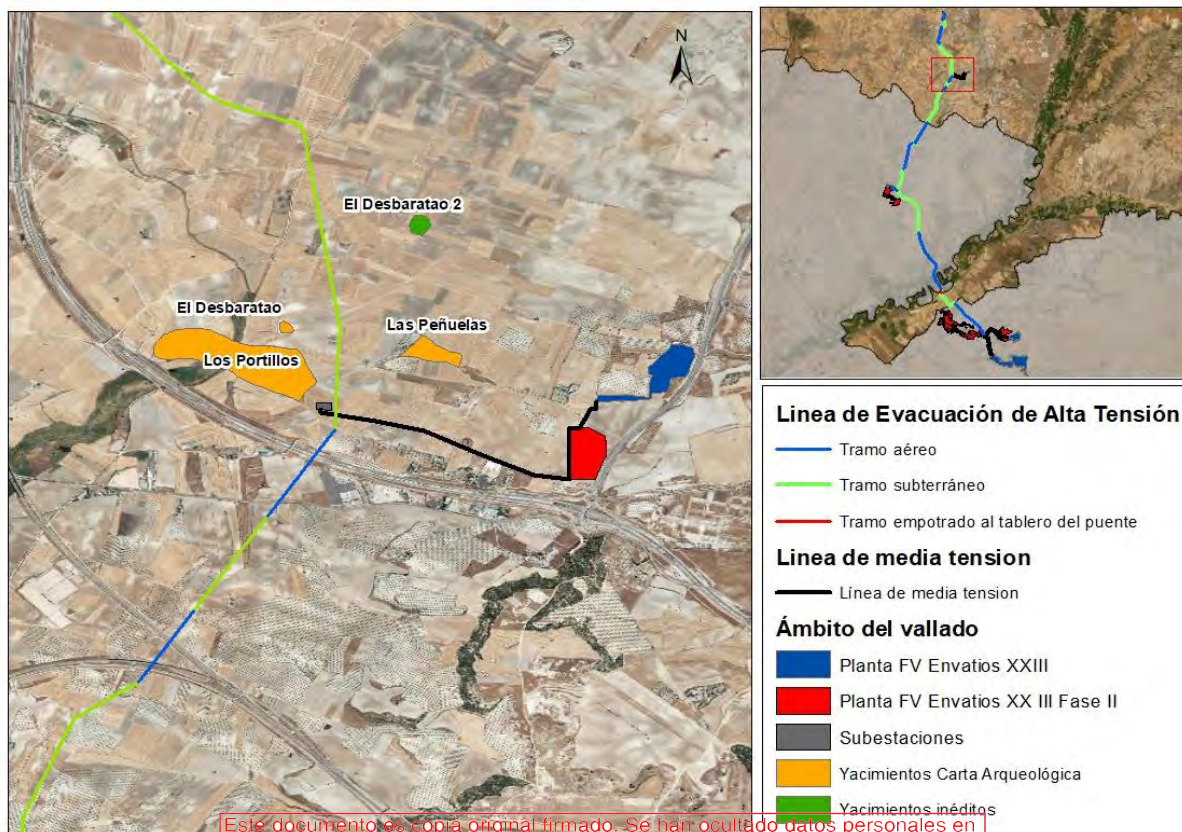 N
El Desbaratao 2
El Desbaratao
Las Peñuelas
Los Portillos
Linea de Evacuación de Alta Tensión
Tramo aéreo
Tramo subterráneo
Tramo empotrado al tablero del puente
Linea de media tension
Línea de media tension
Ámbito del vallado
Planta FV Envatios XXIII
Planta FV Envatios XX III Fase II
Subestaciones
Yacimientos Carta Arqueológica
Yacimientos inéditos
Este documento es copia original firmado. Se han ocultado datos personales en